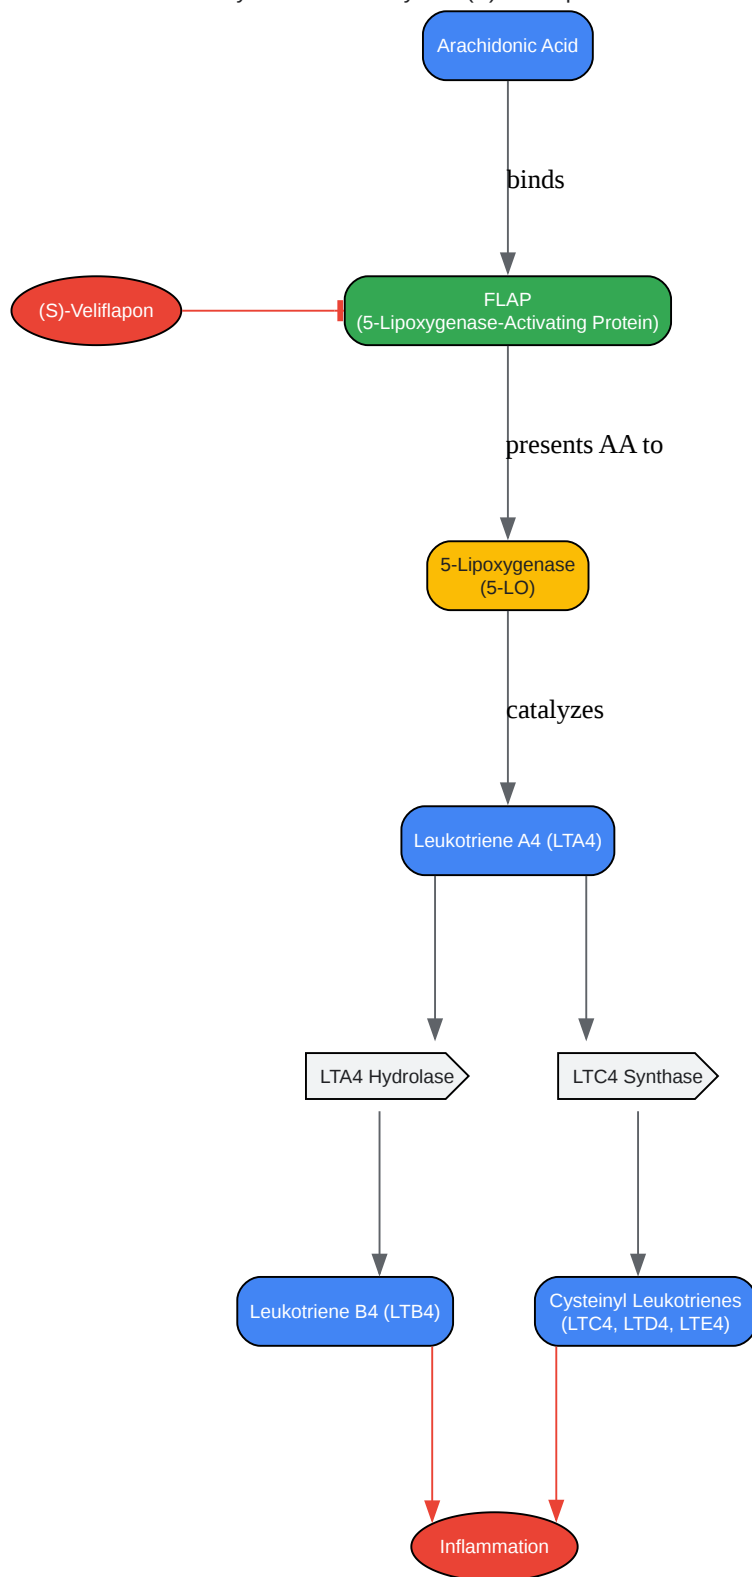 Arachidonic Acid
binds
(S)-Veliflapon
FLAP
(5-Lipoxygenase-Activating Protein)
presents AA to
5-Lipoxygenase
(5-LO)
catalyzes
Leukotriene A4 (LTA4)
LTA4 Hydrolase
LTC4 Synthase
Leukotriene B4 (LTB4)
Cysteinyl Leukotrienes
(LTC4, LTD4, LTE4)
Inflammation